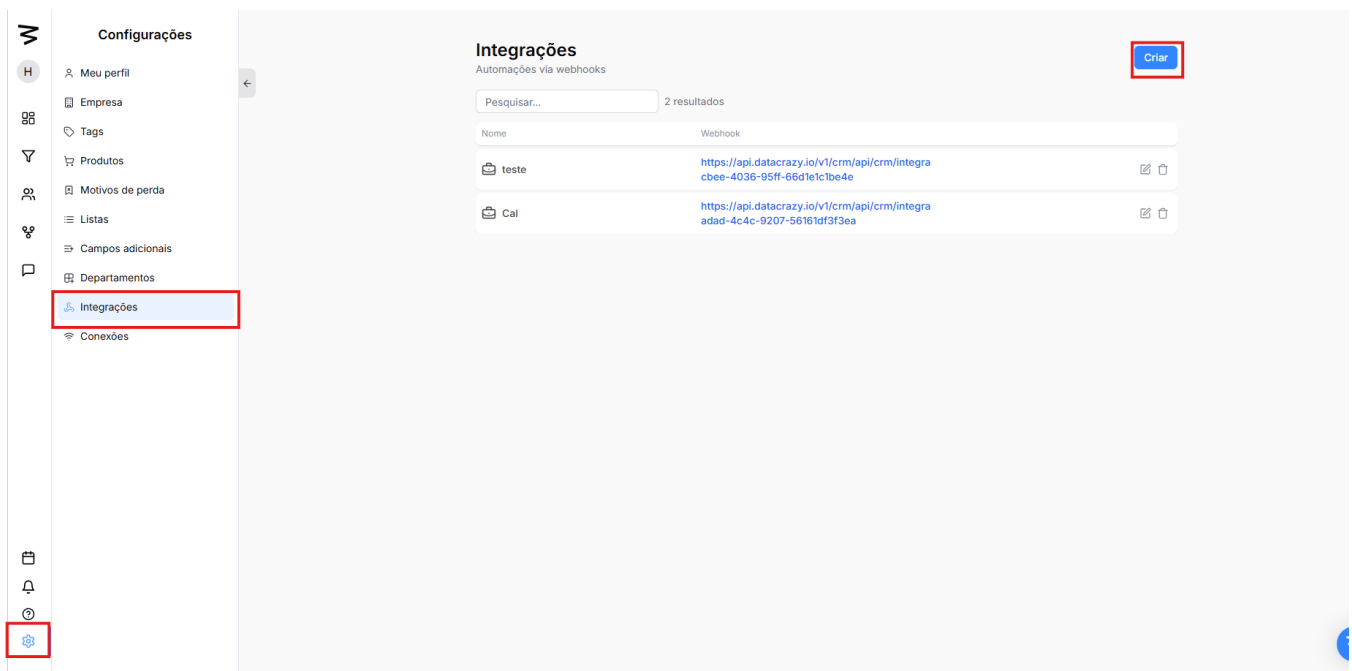 Configurações
H
Meu perfil
Empresa
Tags
Produtos
Motivos de perda
Listas
Campos adicionais
Departamentos
Integrações
Conexões
Integrações
Automações via webhooks
Criar
Pesquisar...
2 resultados
Nome
Webhook
teste
https://api.datacrazy.io/v1/crm/api/crm/integra
cbee-4036-95ff-66d1e1c1be4e
Cal
https://api.datacrazy.io/v1/crm/api/crm/integra
adad-4c4c-9207-56161df3f3ea